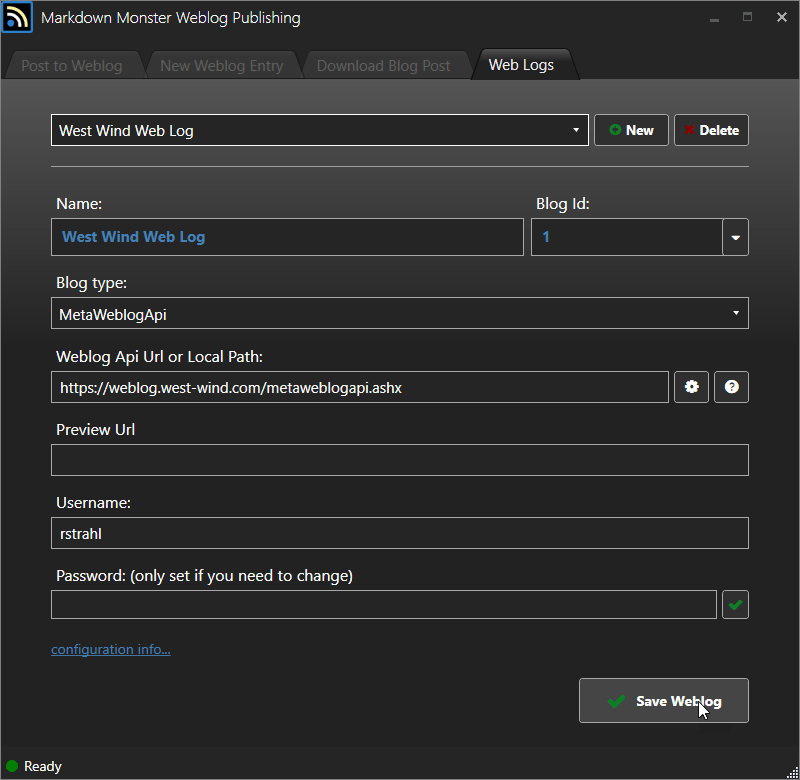 Markdown Monster Weblog Publishing
Post to Weblog New Weblog Entry Download Blog Post Web Logs
West Wind Web Log New Delete
Name: Blog Id:
West Wind Web Log 1
Blog type:
MetaWeblogApi
Weblog Api Url or Local Path:
https://weblog.west-wind.com/metaweblogapi.ashx
Preview Url
Username:
rstrahl
Password: (only set if you need to change)
configuration info...
Save Weblog
Ready